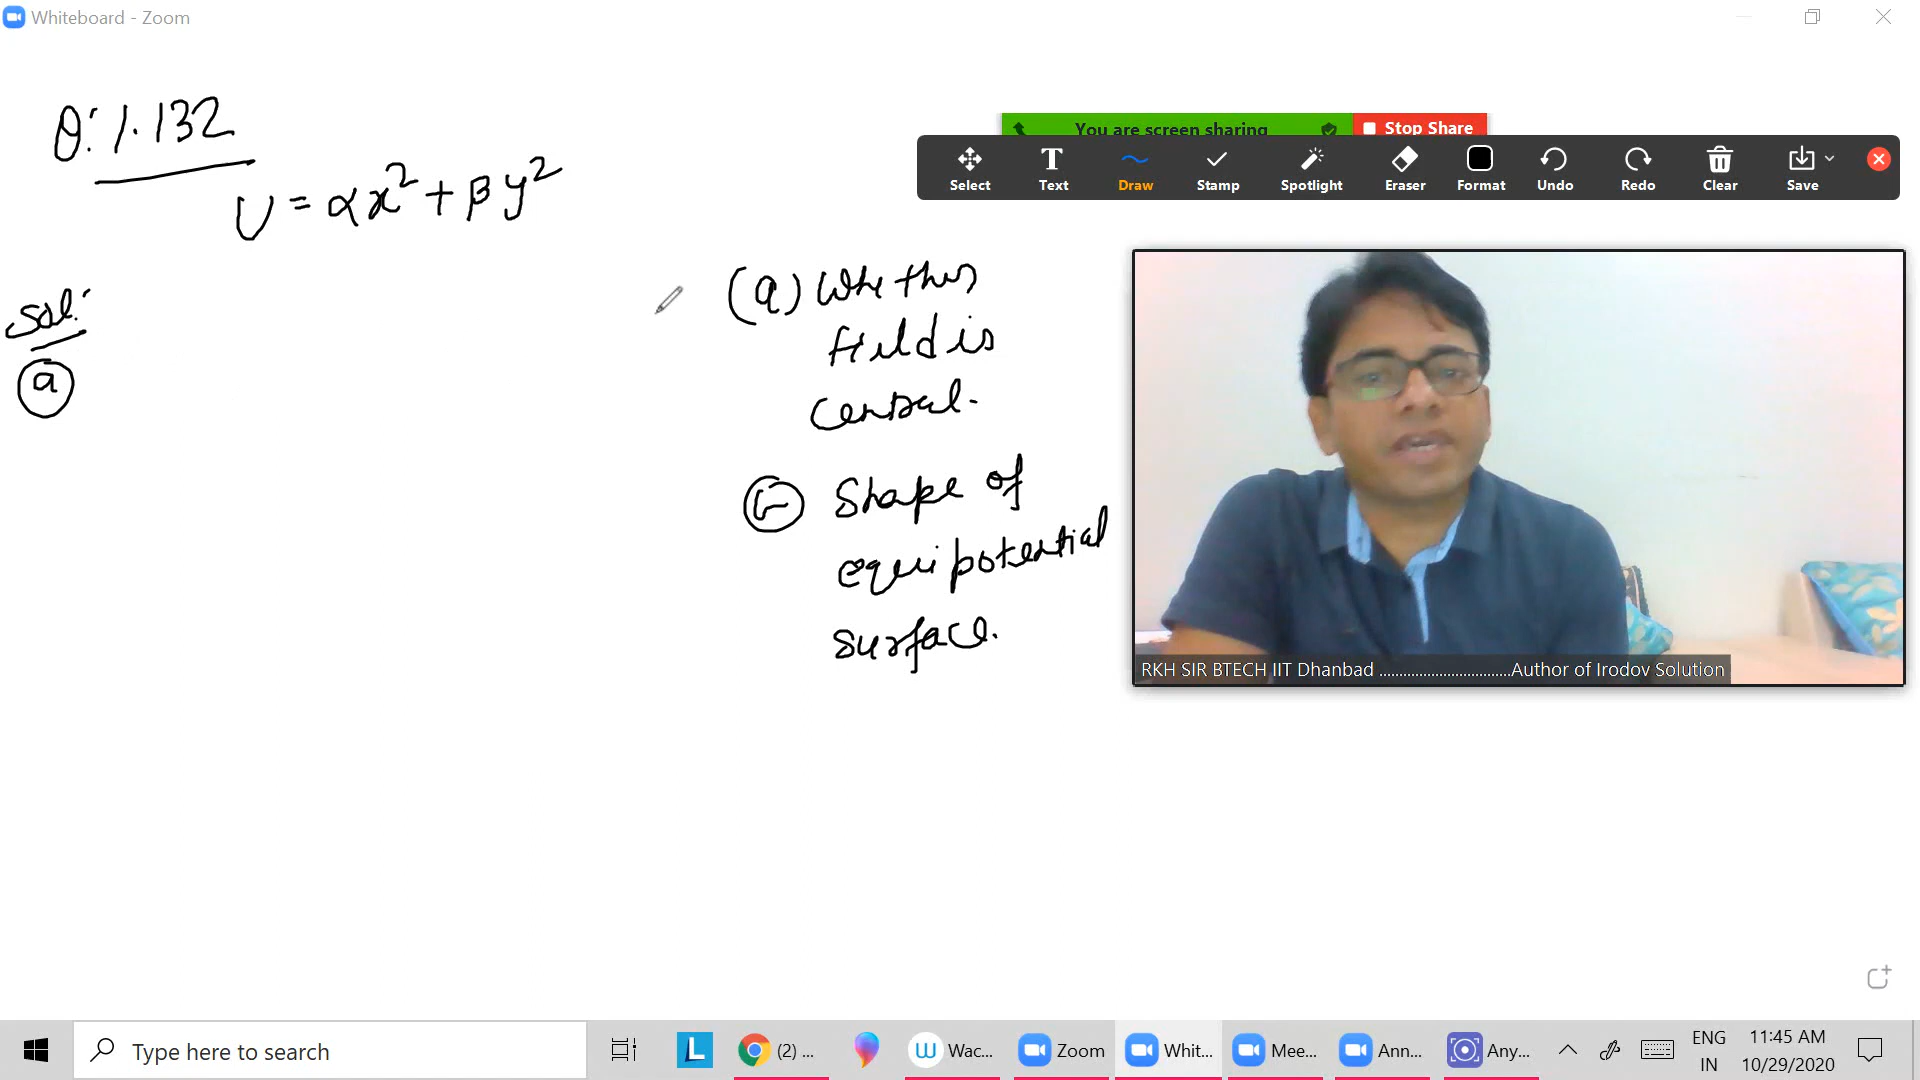 Whiteboard - Zoom
You are screen sharing
Stop Share
Select
Text
Draw
Stamp
Spotlight
Eraser
Format
Undo
Redo
Clear
Save
Q: 1.132
U = αx² + βy²
Sol:
(a)
(a) Whether
field is
central.
Shape of
equipotential
surface.
RKH SIR BTECH IIT Dhanbad .................................Author of Irodov Solution
Type here to search
L
(2) ...
W
Wac...
Zoom
Whit...
Mee...
Ann...
Any...
ENG
IN
11:45 AM
10/29/2020